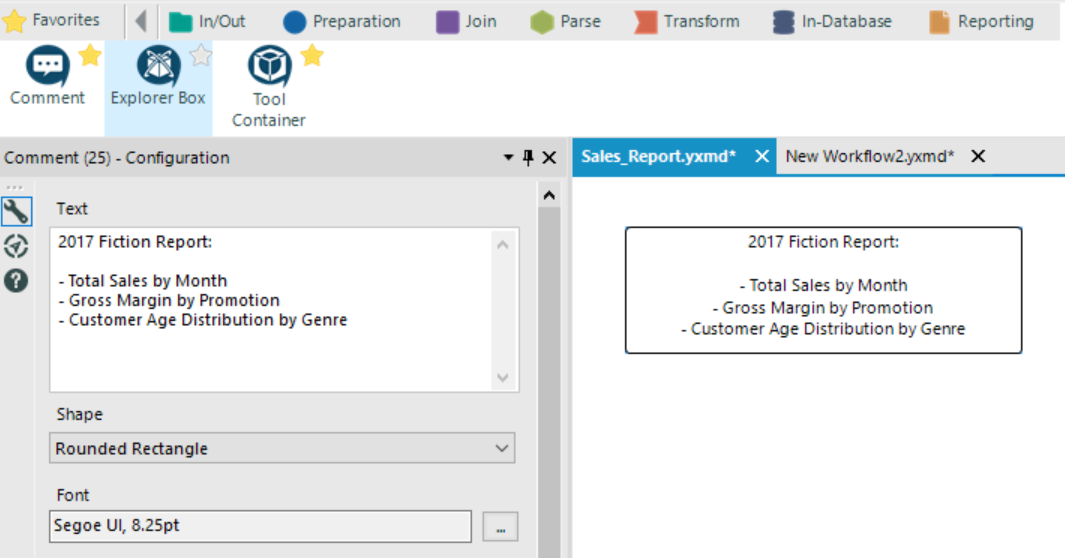 Favorites In/Out Preparation Join Parse Transform In-Database Reporting
Comment Explorer Box Tool Container
Comment (25) - Configuration
Sales_Report.yxmd* New Workflow2.yxmd*
Text
2017 Fiction Report:
- Total Sales by Month
- Gross Margin by Promotion
- Customer Age Distribution by Genre
Shape
Rounded Rectangle
Font
Segoe UI, 8.25pt
...
2017 Fiction Report:
- Total Sales by Month
- Gross Margin by Promotion
- Customer Age Distribution by Genre